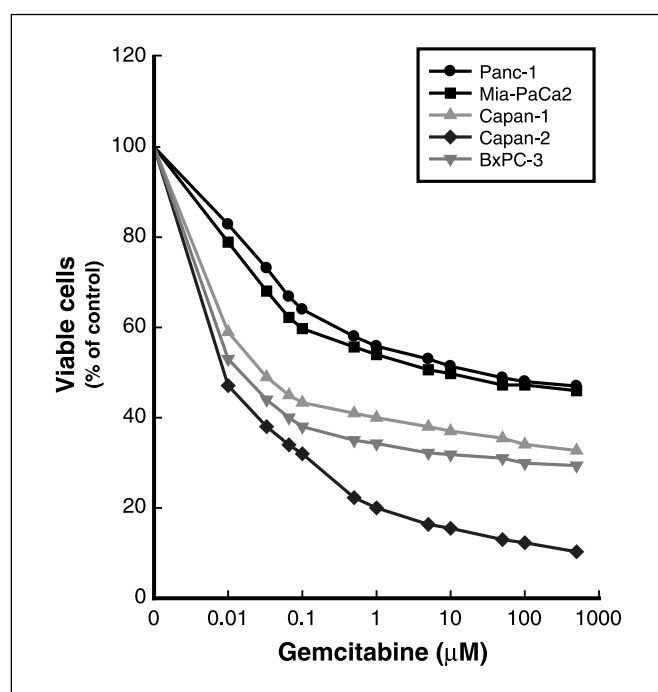 120
100
80
60
40
20
0
Viable cells
(% of control)
Panc-1
Mia-PaCa2
Capan-1
Capan-2
BxPC-3
0 0.01 0.1 1 10 100 1000
Gemcitabine (μM)